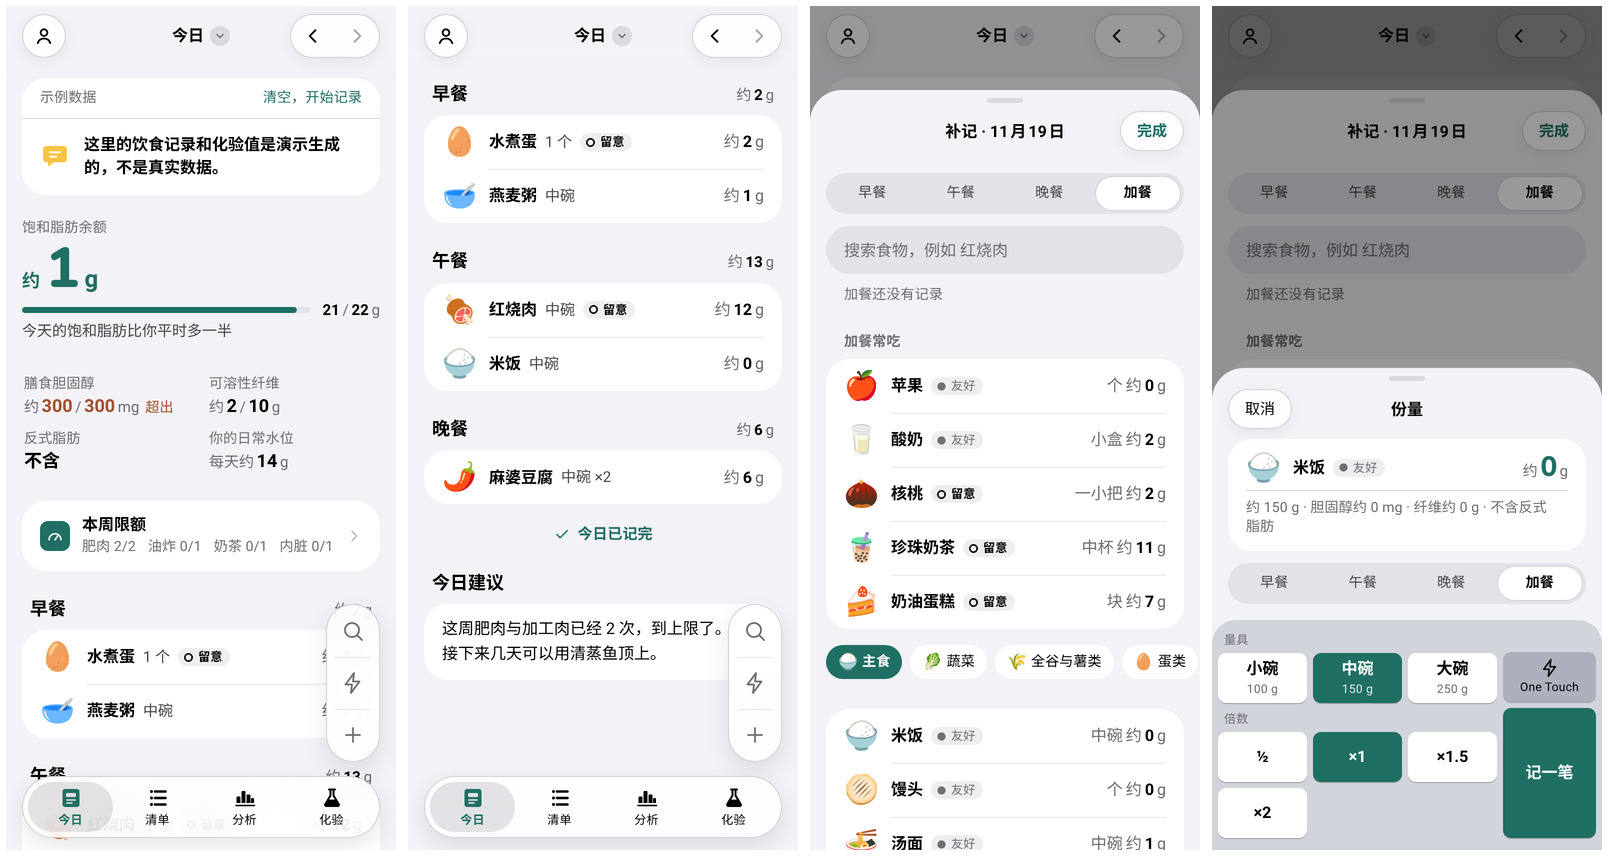 今日
示例数据
清空，开始记录
这里的饮食记录和化验值是演示生成
的，不是真实数据。
饱和脂肪余额
约 1 g
21 / 22 g
今天的饱和脂肪比你平时多一半
膳食胆固醇
可溶性纤维
约 300 / 300 mg 超出
约 2 / 10 g
反式脂肪
你的日常水位
不含
每天约 14 g
本周限额
肥肉 2/2 油炸 0/1 奶茶 0/1 内脏 0/1
早餐
约 2 g
水煮蛋 1 个 留意
燕麦粥 中碗
午餐
约 13 g
红烧肉
今日
清单
分析
化验
今日
早餐
约 2 g
水煮蛋 1 个 留意
约 2 g
燕麦粥 中碗
约 1 g
午餐
约 13 g
红烧肉 中碗 留意
约 12 g
米饭 中碗
约 0 g
晚餐
约 6 g
麻婆豆腐 中碗 ×2
约 6 g
今日已记完
今日建议
这周肥肉与加工肉已经 2 次，到上限了。
接下来几天可以用清蒸鱼顶上。
今日
清单
分析
化验
今日
补记 · 11月19日
完成
早餐
午餐
晚餐
加餐
搜索食物，例如 红烧肉
加餐还没有记录
加餐常吃
苹果 友好
个 约 0 g
酸奶 友好
小盒 约 2 g
核桃 留意
一小把 约 2 g
珍珠奶茶 留意
中杯 约 11 g
奶油蛋糕 留意
块 约 7 g
主食
蔬菜
全谷与薯类
蛋类
米饭 友好
中碗 约 0 g
馒头 友好
个 约 0 g
汤面 友好
中碗 约 1 g
今日
补记 · 11月19日
完成
早餐
午餐
晚餐
加餐
搜索食物，例如 红烧肉
加餐还没有记录
加餐常吃
取消
份量
米饭 友好
约 0 g
约 150 g · 胆固醇约 0 mg · 纤维约 0 g · 不含反式
脂肪
早餐
午餐
晚餐
加餐
量具
小碗
100 g
中碗
150 g
大碗
250 g
One Touch
倍数
½
×1
×1.5
记一笔
×2